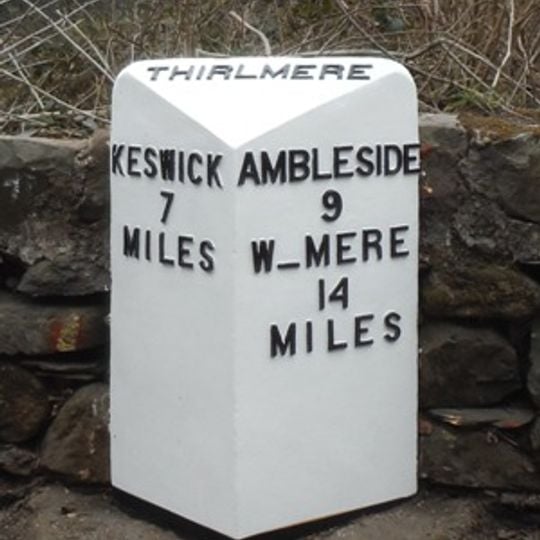 THIRLMERE
KESWICK
7
MILES
AMBLESIDE
9
W_MERE
14
MILES